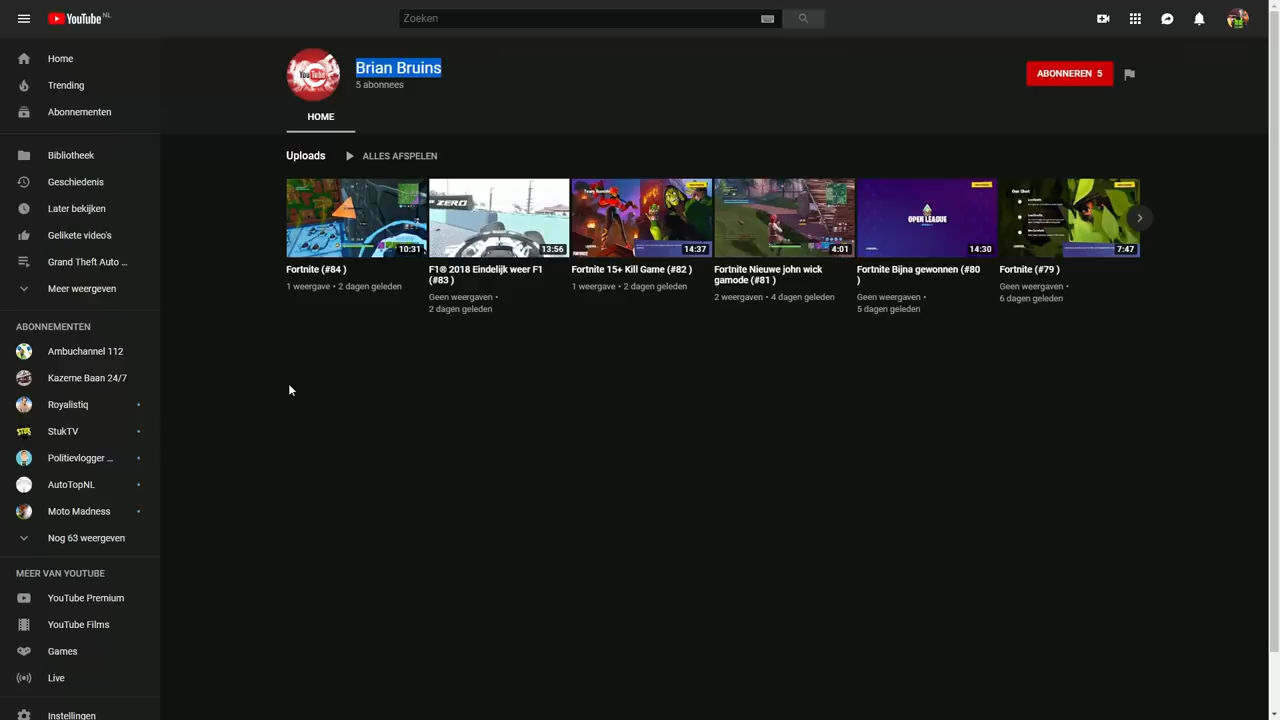 YouTube NL
Zoeken
Home
Trending
Abonnementen
Bibliotheek
Geschiedenis
Later bekijken
Gelikete video's
Grand Theft Auto ...
Meer weergeven
ABONNEMENTEN
Ambuchannel 112
Kazerne Baan 24/7
Royalistiq
StukTV
Politievlogger ...
AutoTopNL
Moto Madness
Nog 63 weergeven
MEER VAN YOUTUBE
YouTube Premium
YouTube Films
Games
Live
Instellingen
Brian Bruins
5 abonnees
ABONNEREN 5
HOME
Uploads
ALLES AFSPELEN
10:31
Fortnite (#84 )
1 weergave • 2 dagen geleden
ZERO
13:56
F1® 2018 Eindelijk weer F1
(#83 )
Geen weergaven •
2 dagen geleden
14:37
Fortnite 15+ Kill Game (#82 )
1 weergave • 2 dagen geleden
4:01
Fortnite Nieuwe john wick
gamode (#81 )
2 weergaven • 4 dagen geleden
OPEN LEAGUE
14:30
Fortnite Bijna gewonnen (#80
)
Geen weergaven •
5 dagen geleden
7:47
Fortnite (#79 )
Geen weergaven •
6 dagen geleden